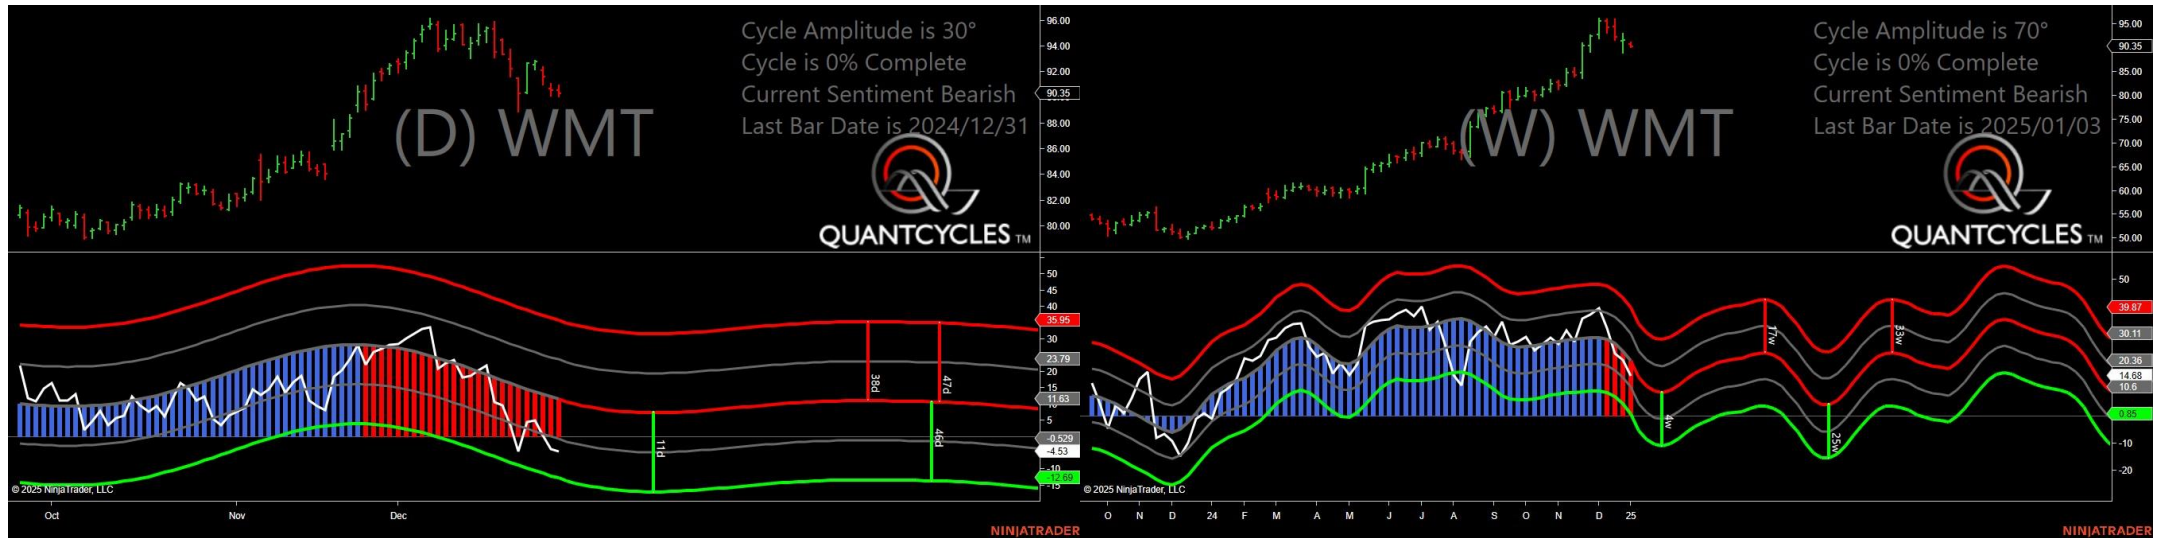 Cycle Amplitude is 30°
Cycle is 0% Complete
Current Sentiment Bearish
Last Bar Date is 2024/12/31
(D) WMT
QUANTCYCLES TM
96.00
94.00
92.00
90.35
88.00
86.00
84.00
82.00
80.00
50
45
40
35.95
30
23.79
20
15
11.63
5
-0.529
-4.53
-10
-12.69
-15
11d
38d
47d
46d
© 2025 NinjaTrader, LLC
Oct Nov Dec
NINJATRADER
Cycle Amplitude is 70°
Cycle is 0% Complete
Current Sentiment Bearish
Last Bar Date is 2025/01/03
(W) WMT
QUANTCYCLES TM
95.00
90.35
85.00
80.00
75.00
70.00
65.00
60.00
55.00
50.00
50
39.87
30.11
20.36
14.68
10.6
0.85
-10
-20
4w
17w
25w
33w
© 2025 NinjaTrader, LLC
O N D 24 F M A M J J A S O N D 25
NINJATRADER